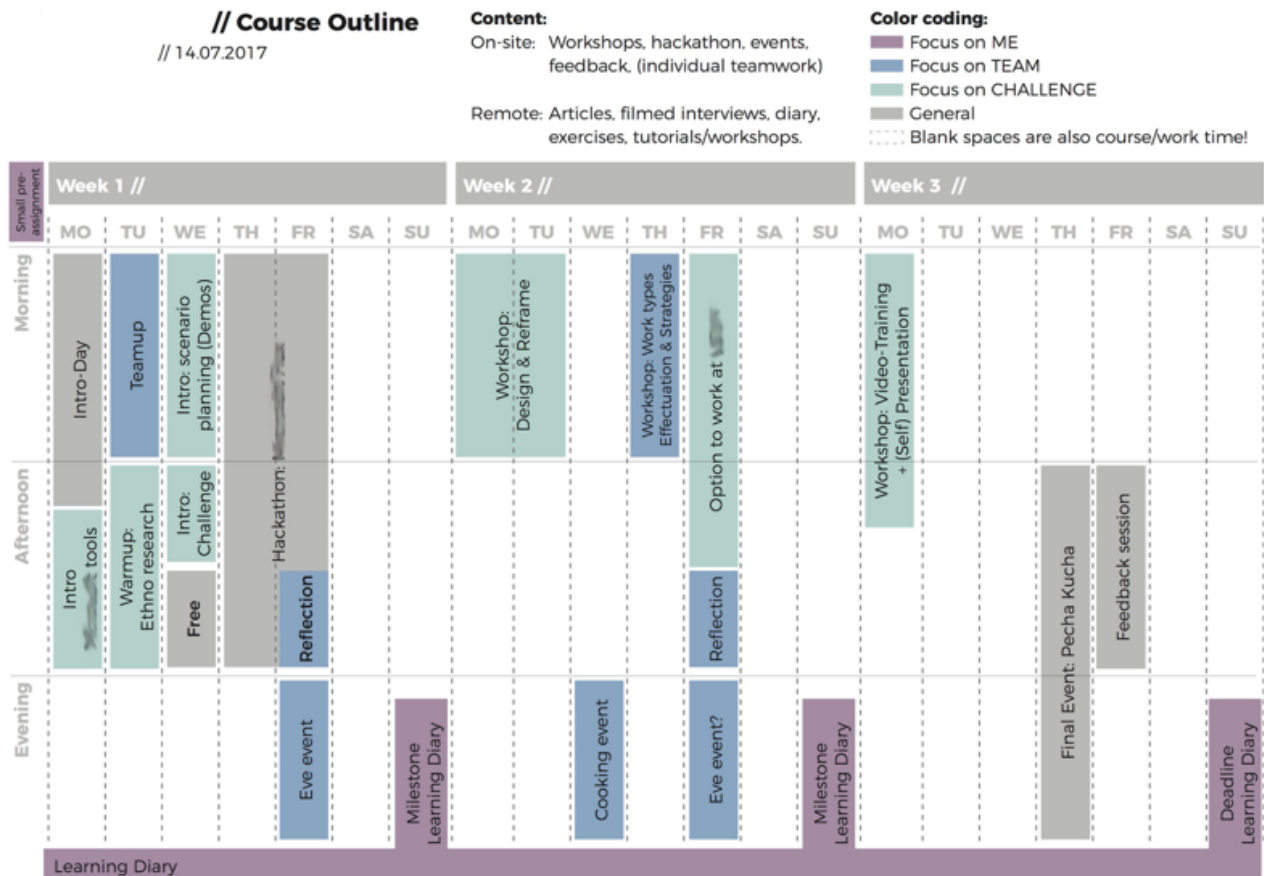 // Course Outline
// 14.07.2017
Content:
On-site: Workshops, hackathon, events,
feedback, (individual teamwork)
Remote: Articles, filmed interviews, diary,
exercises, tutorials/workshops.
Color coding:
Focus on ME
Focus on TEAM
Focus on CHALLENGE
General
Blank spaces are also course/work time!
Small pre-
assignment
Week 1 //
Week 2 //
Week 3 //
MO TU WE TH FR SA SU
MO TU WE TH FR SA SU
MO TU WE TH FR SA SU
Morning
Afternoon
Evening
Intro-Day
Intro
tools
Teamup
Warmup:
Ethno research
Intro: scenario
planning (Demos)
Intro:
Challenge
Free
Hackathon:
Reflection
Eve event
Milestone
Learning Diary
Workshop:
Design & Reframe
Cooking event
Workshop: Work types
Effectuation & Strategies
Option to work at
Reflection
Eve event?
Milestone
Learning Diary
Workshop: Video-Training
+ (Self) Presentation
Final Event: Pecha Kucha
Feedback session
Deadline
Learning Diary
Learning Diary